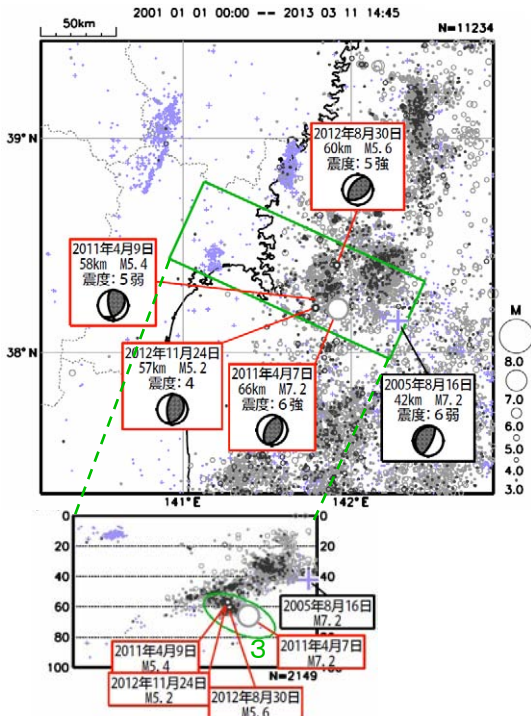 2001 01 01 00:00 -- 2013 03 11 14:45
50km
N=11234
39°N
2012年8月30日
60km M5.6
震度：5強
2011年4月9日
58km M5.4
震度：5弱
38°N
2012年11月24日
57km M5.2
震度：4
2011年4月7日
66km M7.2
震度：6強
2005年8月16日
42km M7.2
震度：6弱
M
8.0
7.0
6.0
5.0
4.0
3.0
141°E
142°E
0
20
40
60
80
100
3
2005年8月16日
M7.2
2011年4月9日
M5.4
2011年4月7日
M7.2
2012年11月24日
M5.2
N=2149
2012年8月30日
M5.6